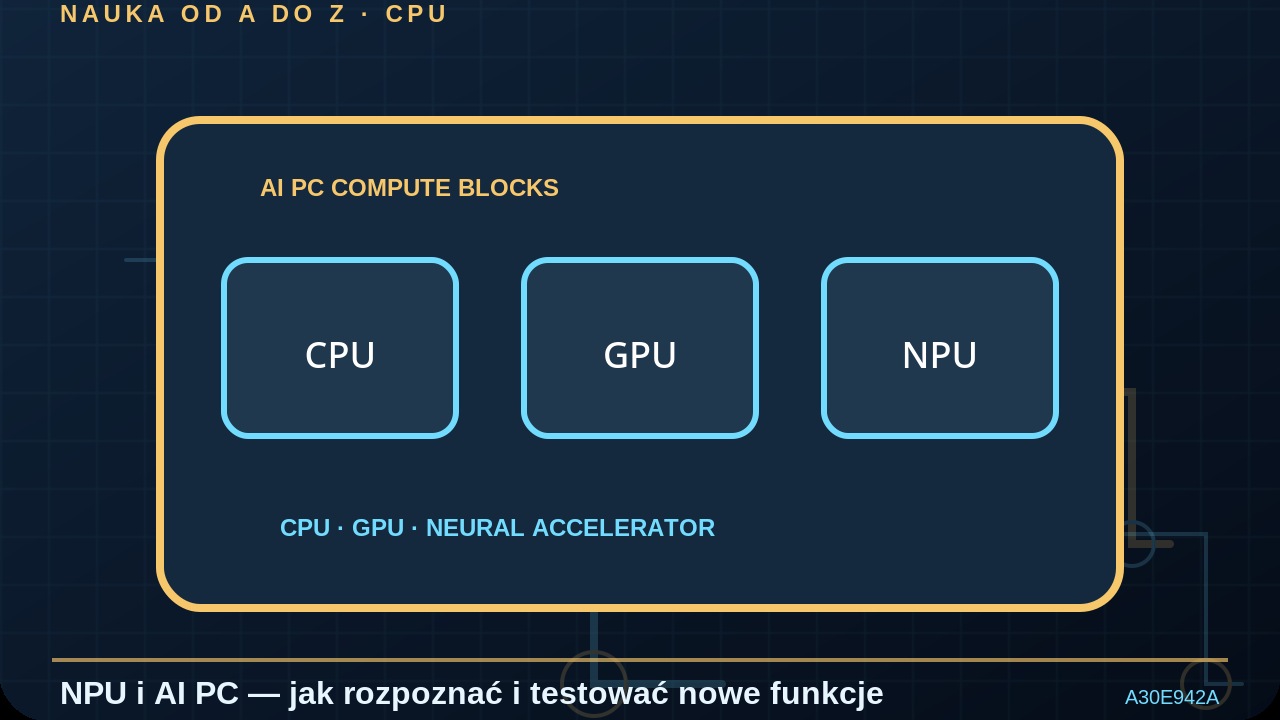 NAUKA OD A DO Z · CPU
AI PC COMPUTE BLOCKS
CPU
GPU
NPU
CPU · GPU · NEURAL ACCELERATOR
NPU i AI PC — jak rozpoznać i testować nowe funkcje
A30E942A